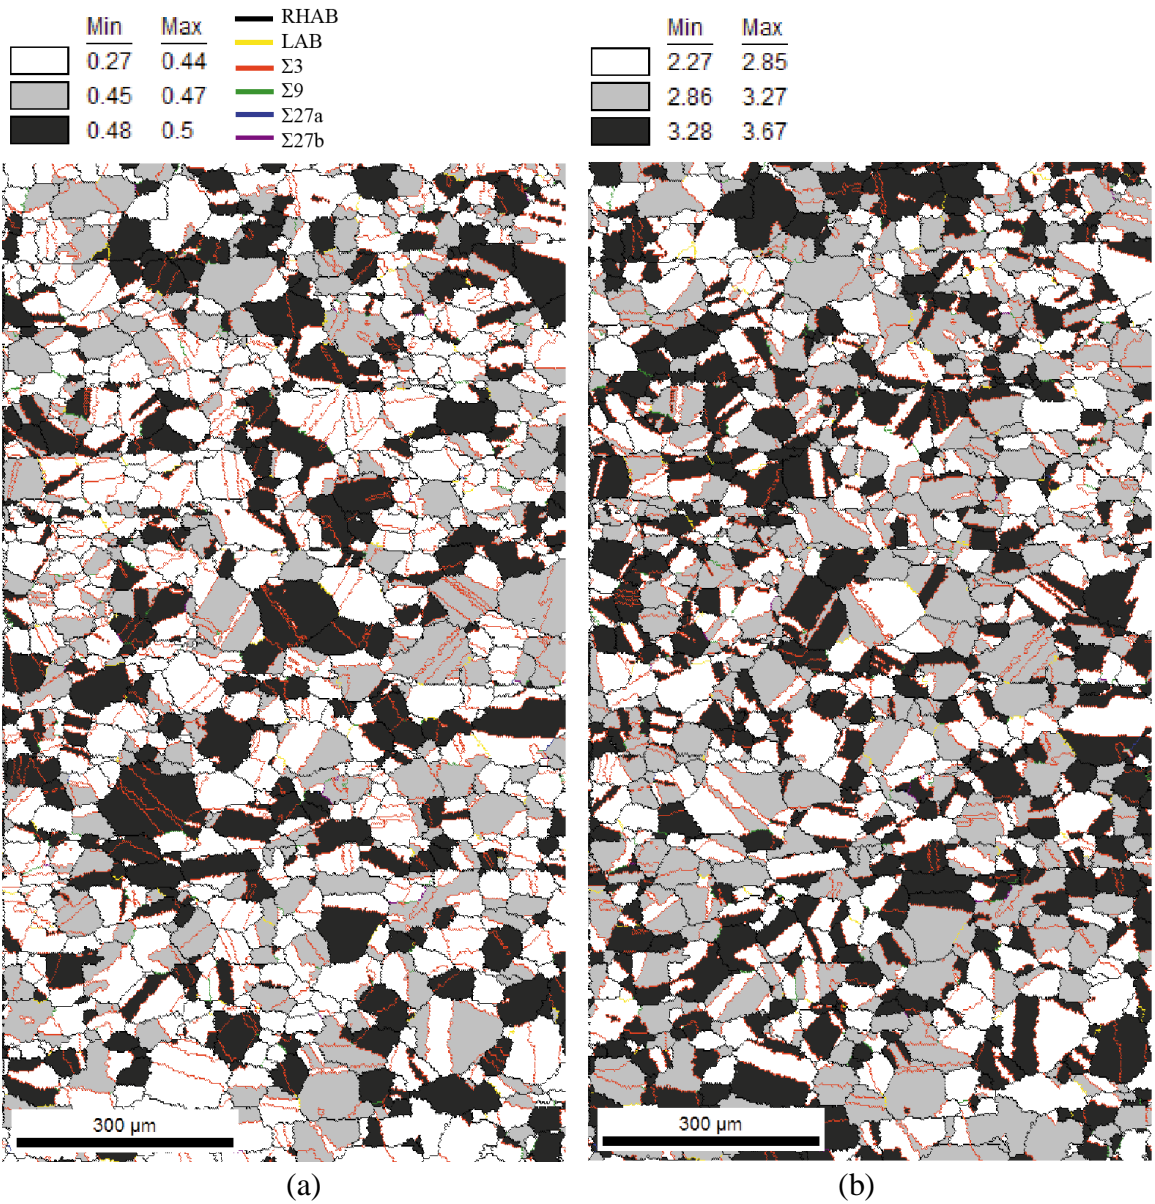 Min Max
0.27 0.44
0.45 0.47
0.48 0.5
RHAB
LAB
Σ3
Σ9
Σ27a
Σ27b
Min Max
2.27 2.85
2.86 3.27
3.28 3.67
300 µm
300 µm
(a)
(b)